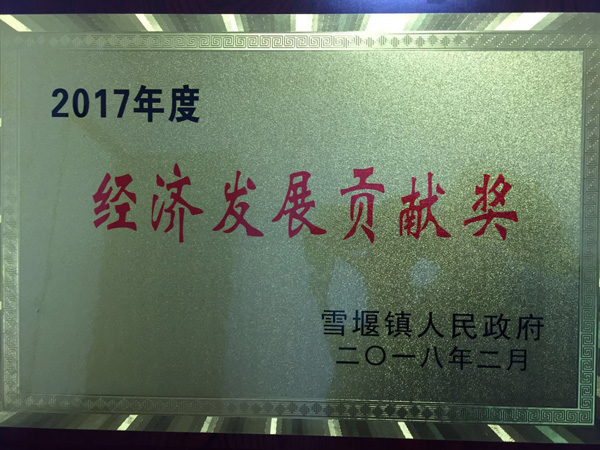 2017年度
经济发展贡献奖
雪堰镇人民政府
二〇一八年二月